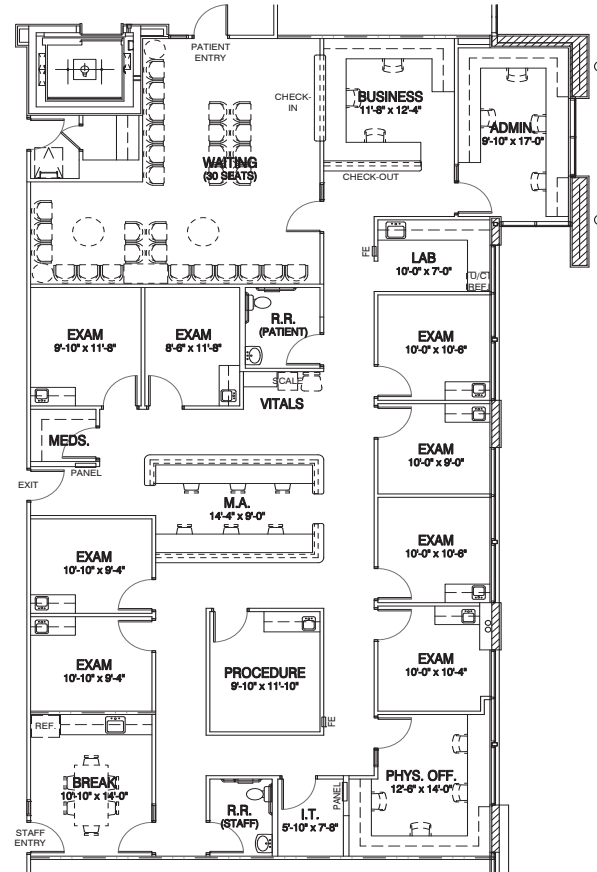 PATIENT
ENTRY
CHECK-
IN
BUSINESS
11'-8" x 12'-4"
ADMIN.
9'-10" x 17'-0"
WAITING
(30 SEATS)
CHECK-OUT
FE
LAB
10'-0" x 7'-0"
U/C
REF.
EXAM
9'-10" x 11'-8"
EXAM
8'-6" x 11'-8"
R.R.
(PATIENT)
EXAM
10'-0" x 10'-6"
SCALE
VITALS
MEDS.
PANEL
EXIT
EXAM
10'-0" x 9'-0"
M.A.
14'-4" x 9'-0"
EXAM
10'-10" x 9'-4"
EXAM
10'-0" x 10'-6"
EXAM
10'-10" x 9'-4"
PROCEDURE
9'-10" x 11'-10"
EXAM
10'-0" x 10'-4"
REF.
FE
BREAK
10'-10" x 14'-0"
PHYS. OFF.
12'-6" x 14'-0"
PANEL
R.R.
(STAFF)
I.T.
5'-10" x 7'-8"
STAFF
ENTRY